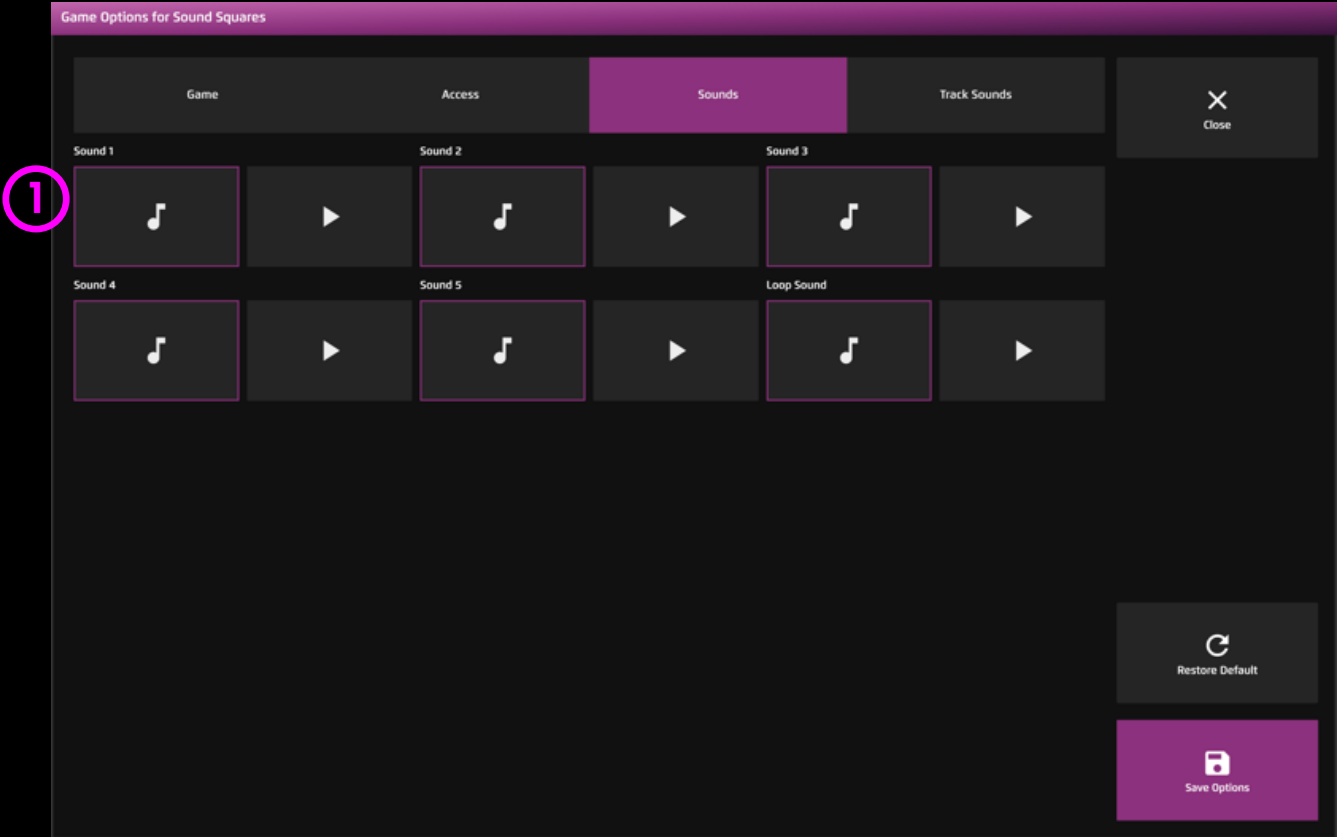 Game Options for Sound Squares
Game Access Sounds Track Sounds
Close
Sound 1 Sound 2 Sound 3
1
Sound 4 Sound 5 Loop Sound
Restore Default
Save Options